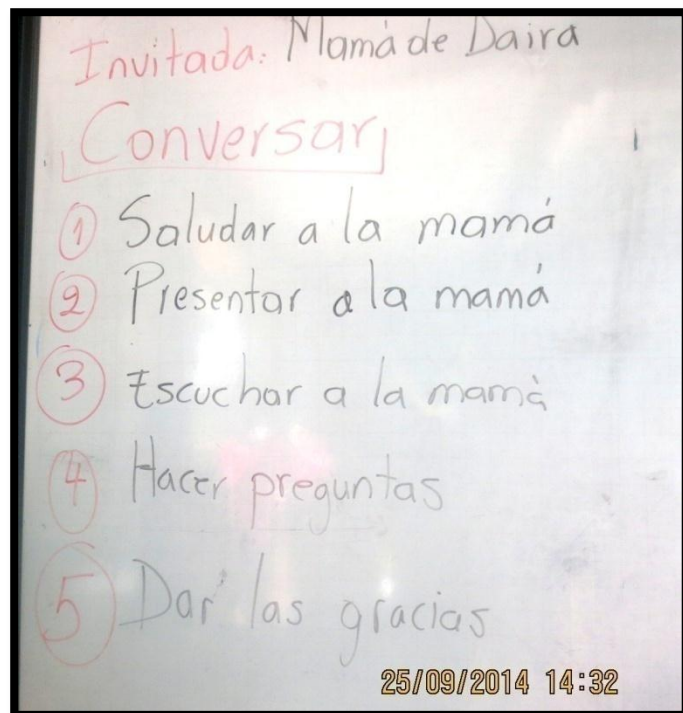 Invitada: Mamá de Daira
Conversar
① Saludar a la mamá
② Presentar a la mamá
③ Escuchar a la mamá
④ Hacer preguntas
⑤ Dar las gracias
25/09/2014 14:32